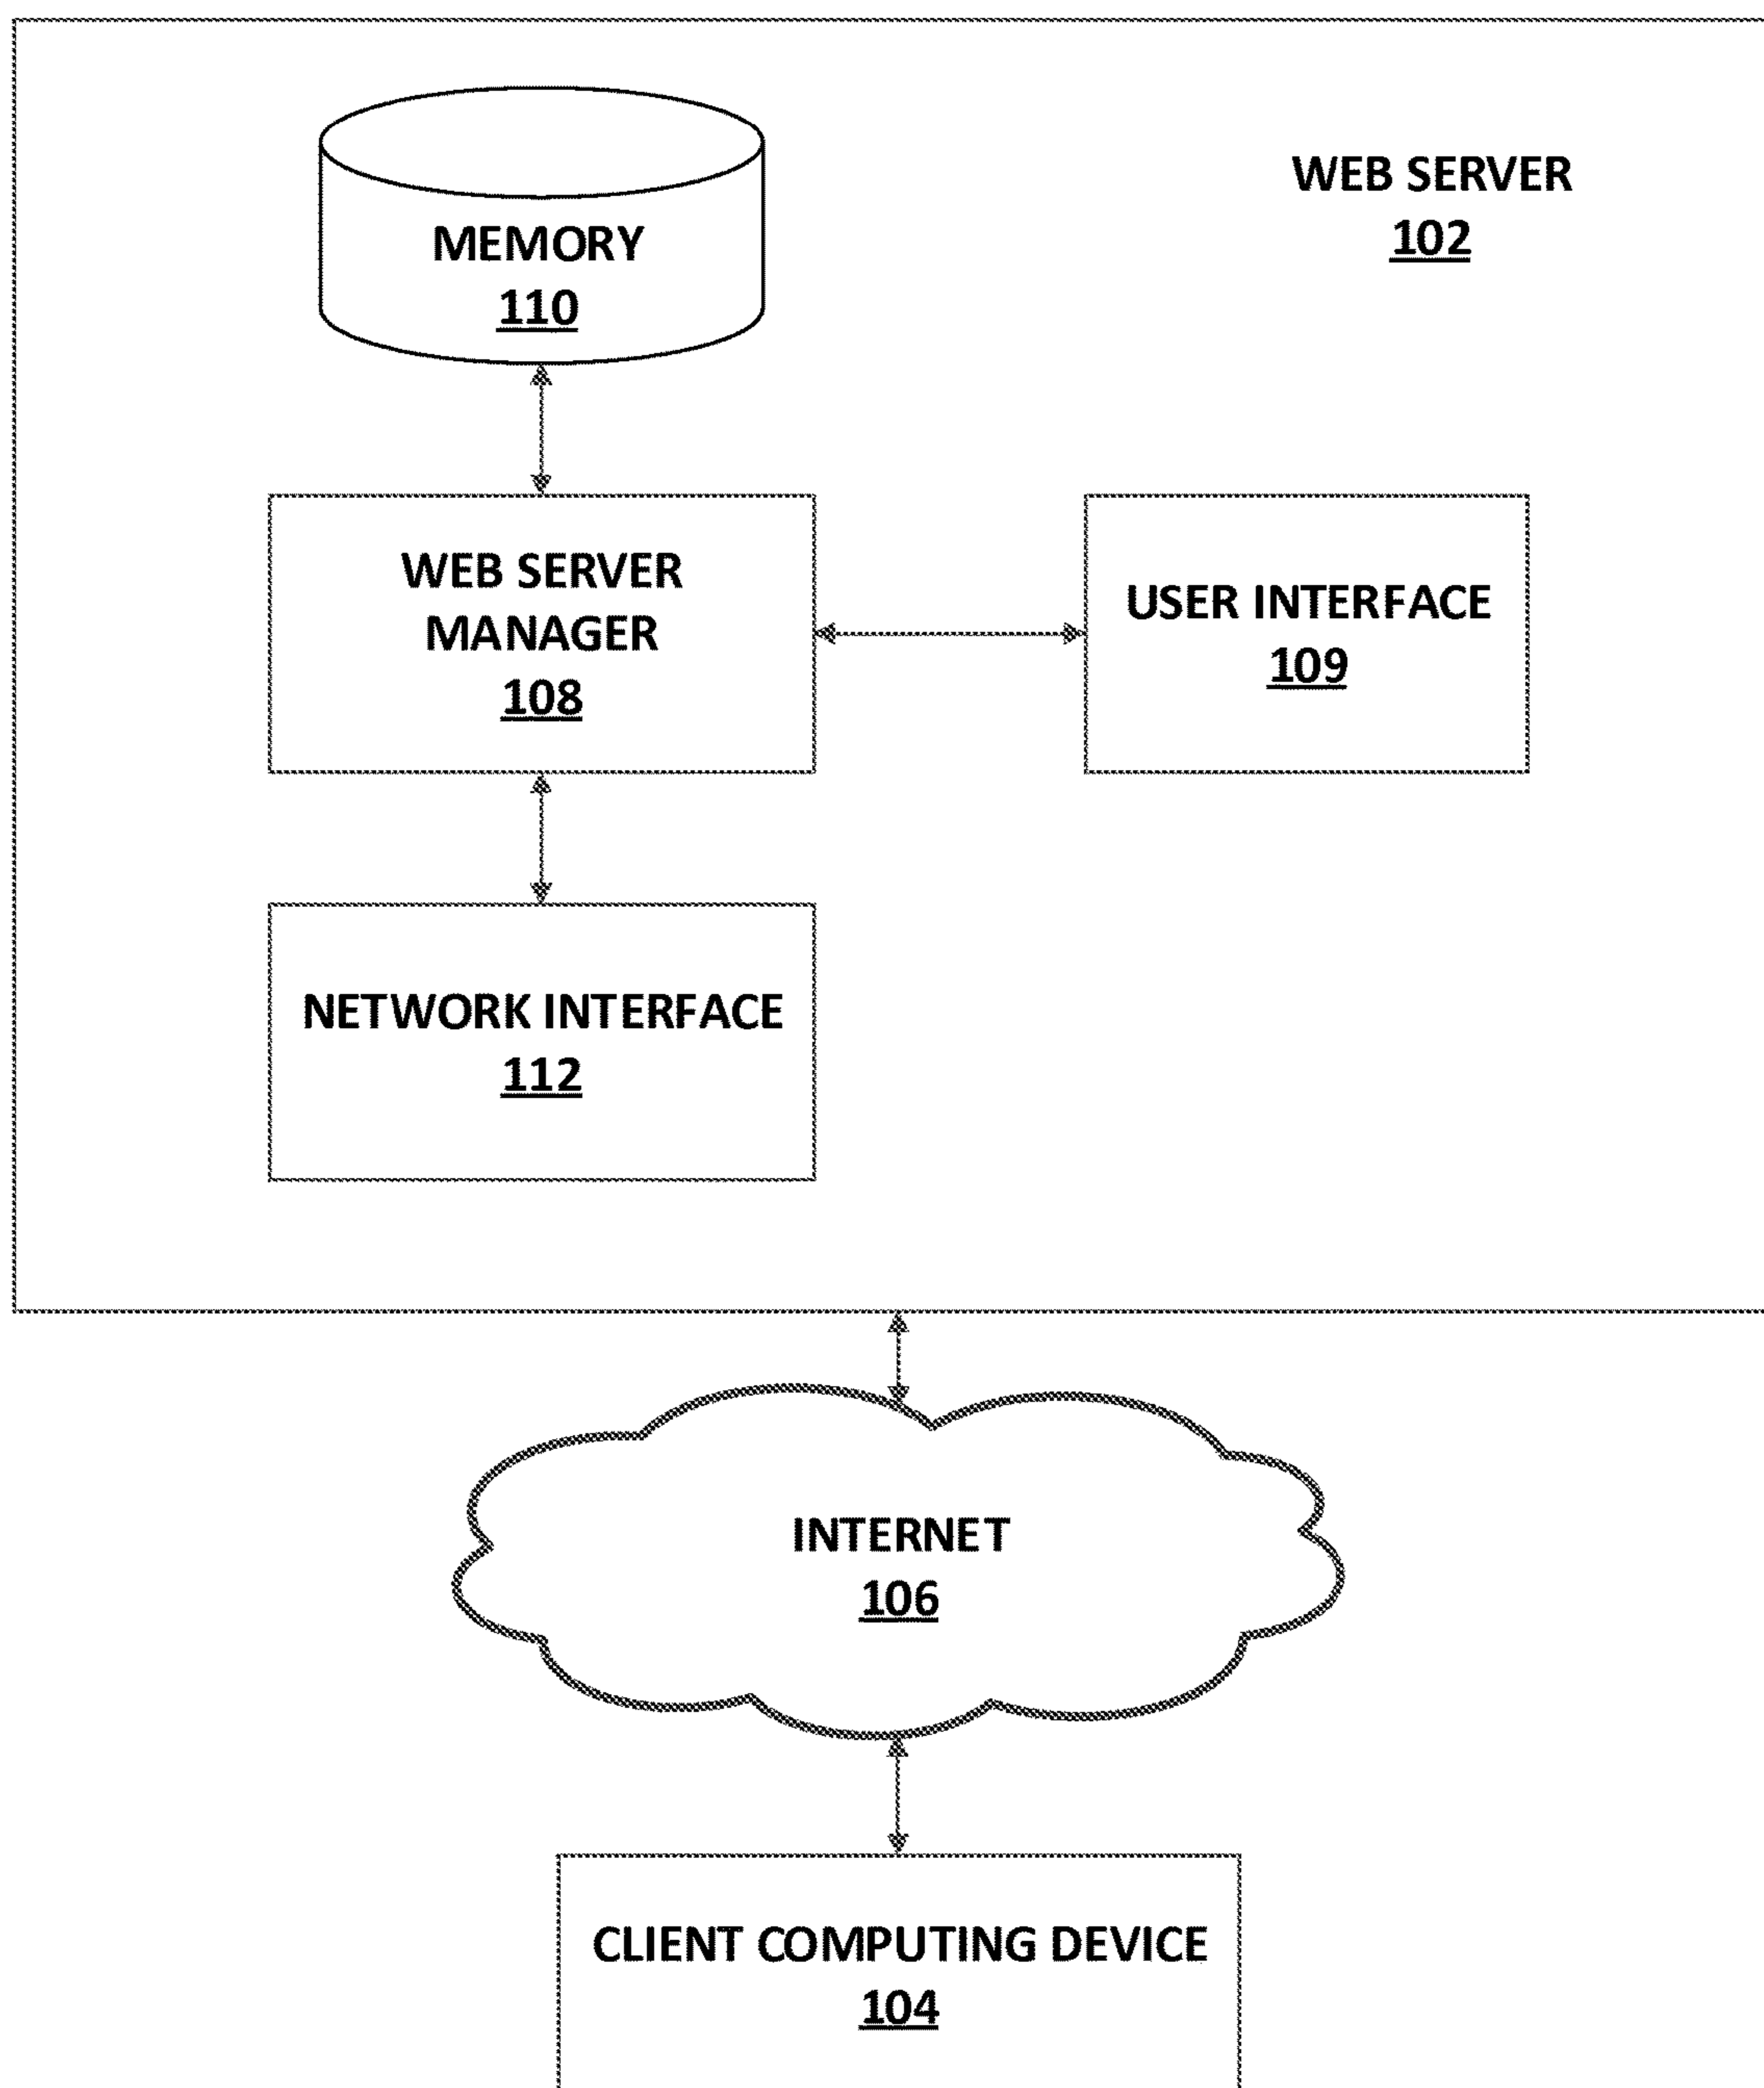 MEMORY
110
WEB SERVER
102
WEB SERVER
MANAGER
108
USER INTERFACE
109
NETWORK INTERFACE
112
INTERNET
106
CLIENT COMPUTING DEVICE
104